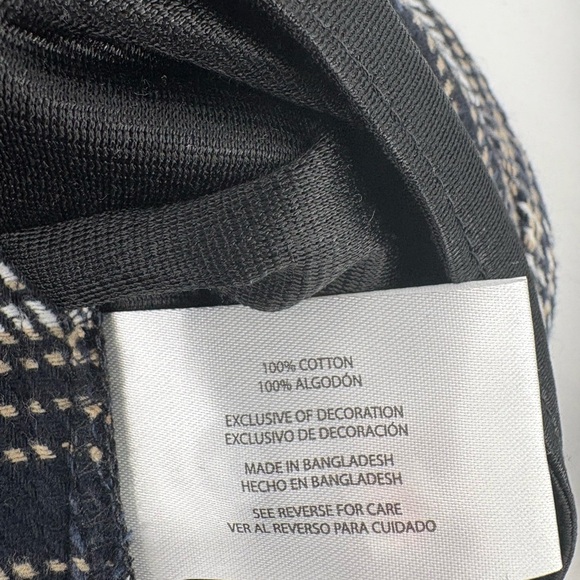 100% COTTON
100% ALGODÓN
EXCLUSIVE OF DECORATION
EXCLUSIVO DE DECORACIÓN
MADE IN BANGLADESH
HECHO EN BANGLADESH
SEE REVERSE FOR CARE
VER AL REVERSO PARA CUIDADO